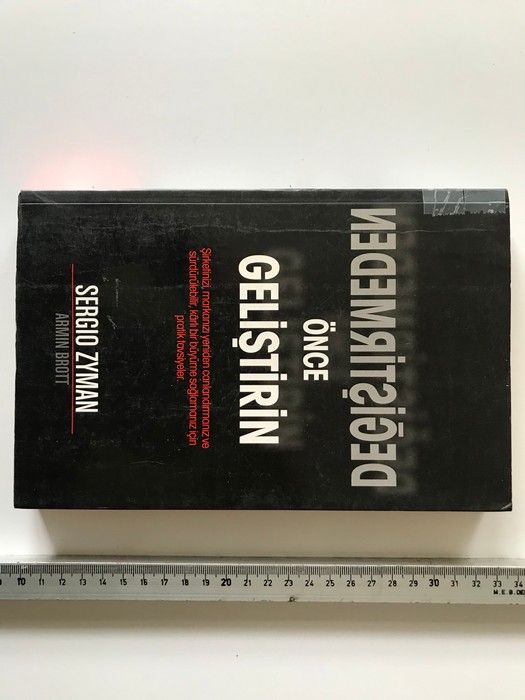 DEĞİŞTİRMEDEN
ÖNCE
GELİŞTİRİN
Şirketinizi, markanızı yeniden canlandırmanız ve
sürdürülebilir, kârlı bir büyüme sağlamanız için
pratik tavsiyeler.
SERGIO ZYMAN
ARMIN BROTT
10 11 12 13 14 15 16 17 18 19 20 21 22 23 24 25 26 27 28 29 30 31 32 33 34